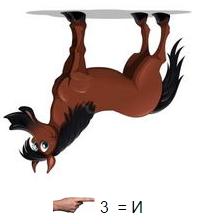 3 = И